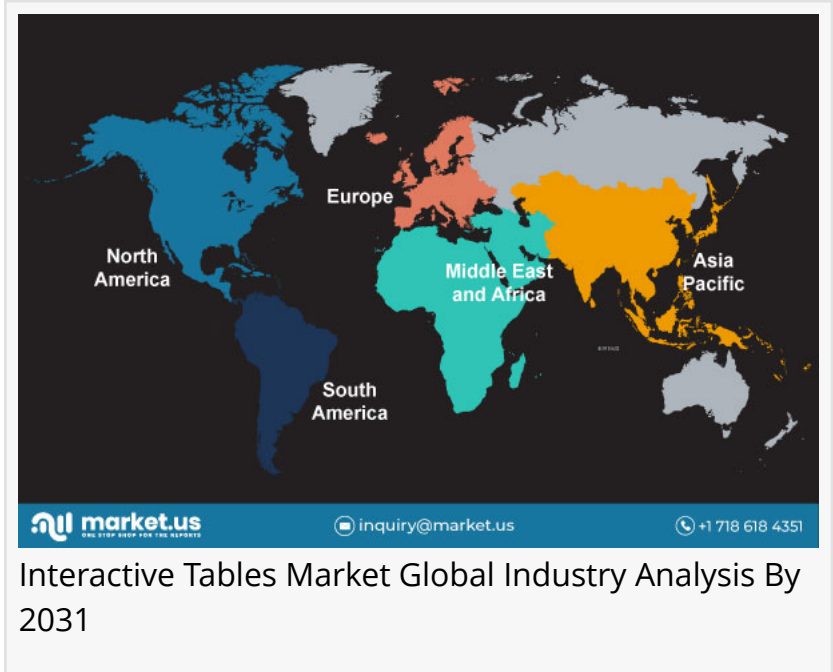 Europe
North
America
Middle East
and Africa
Asia
Pacific
South
America
market.us
ONE STOP SHOP FOR THE REPORTS
inquiry@market.us
+1 718 618 4351
Interactive Tables Market Global Industry Analysis By
2031